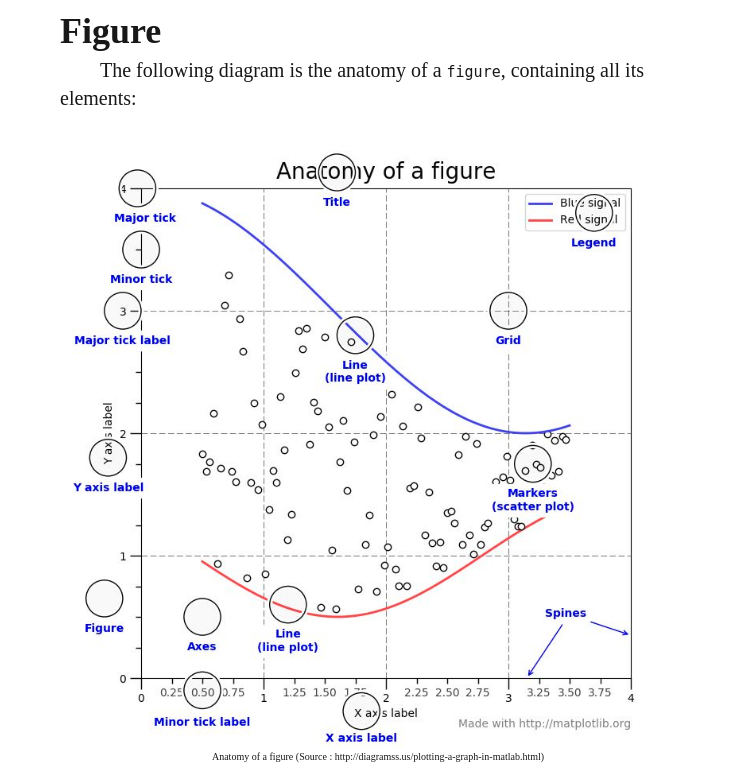 Figure
The following diagram is the anatomy of a figure, containing all its
elements:
Anatomy of a figure
Title
4
Major tick
Blue signal
Red signal
Legend
Minor tick
3
Major tick label
Grid
Line
(line plot)
Y axis label
2
Y axis label
Markers
(scatter plot)
1
Figure
Axes
Line
(line plot)
Spines
0
0 0.25 0.50 0.75 1 1.25 1.50 1.75 2 2.25 2.50 2.75 3 3.25 3.50 3.75 4
Minor tick label
X axis label
X axis label
Made with http://matplotlib.org
Anatomy of a figure (Source : http://diagramss.us/plotting-a-graph-in-matlab.html)